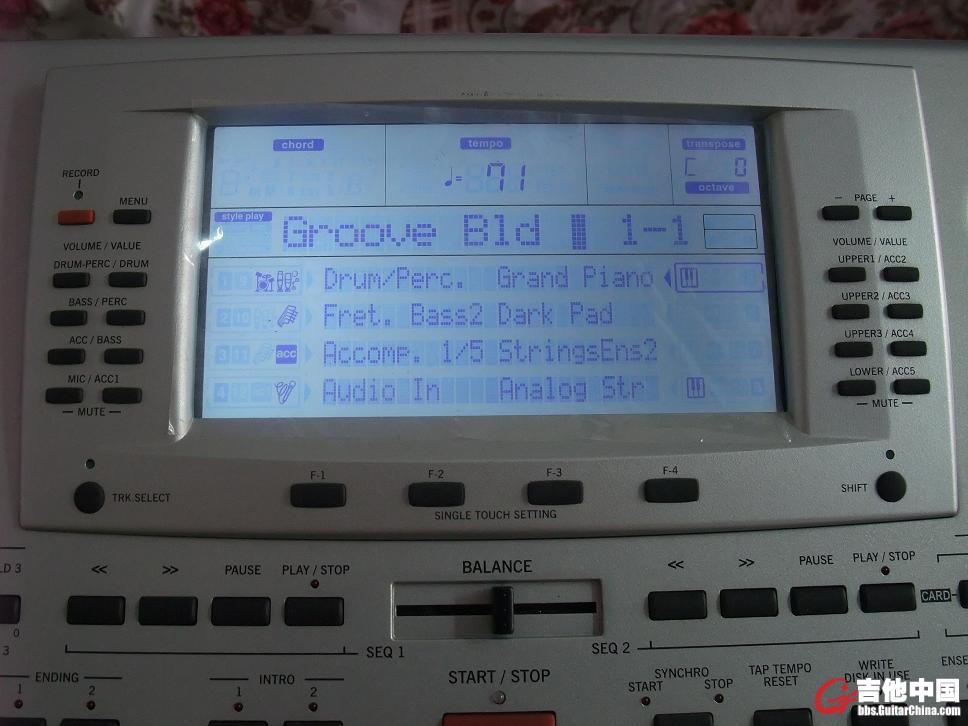 chord
tempo
transpose
♩= 71
C 0
octave
style play
Groove Bld 1-1
Drum/Perc. Grand Piano
Fret. Bass2 Dark Pad
acc
Accomp. 1/5 StringsEns2
Audio In Analog Str
RECORD
MENU
VOLUME / VALUE
DRUM-PERC / DRUM
BASS / PERC
ACC / BASS
MIC / ACC1
MUTE
− PAGE +
VOLUME / VALUE
UPPER1 / ACC2
UPPER2 / ACC3
UPPER3 / ACC4
LOWER / ACC5
MUTE
TRK.SELECT
F-1
F-2
F-3
F-4
SINGLE TOUCH SETTING
SHIFT
<< >> PAUSE PLAY / STOP
BALANCE
<< >> PAUSE PLAY / STOP
CARD
SEQ 1
SEQ 2
ENDING
1 2
INTRO
1 2
START / STOP
SYNCHRO
START STOP
TAP TEMPO
RESET
WRITE
DISK IN USE
吉他中国
bbs.GuitarChina.com